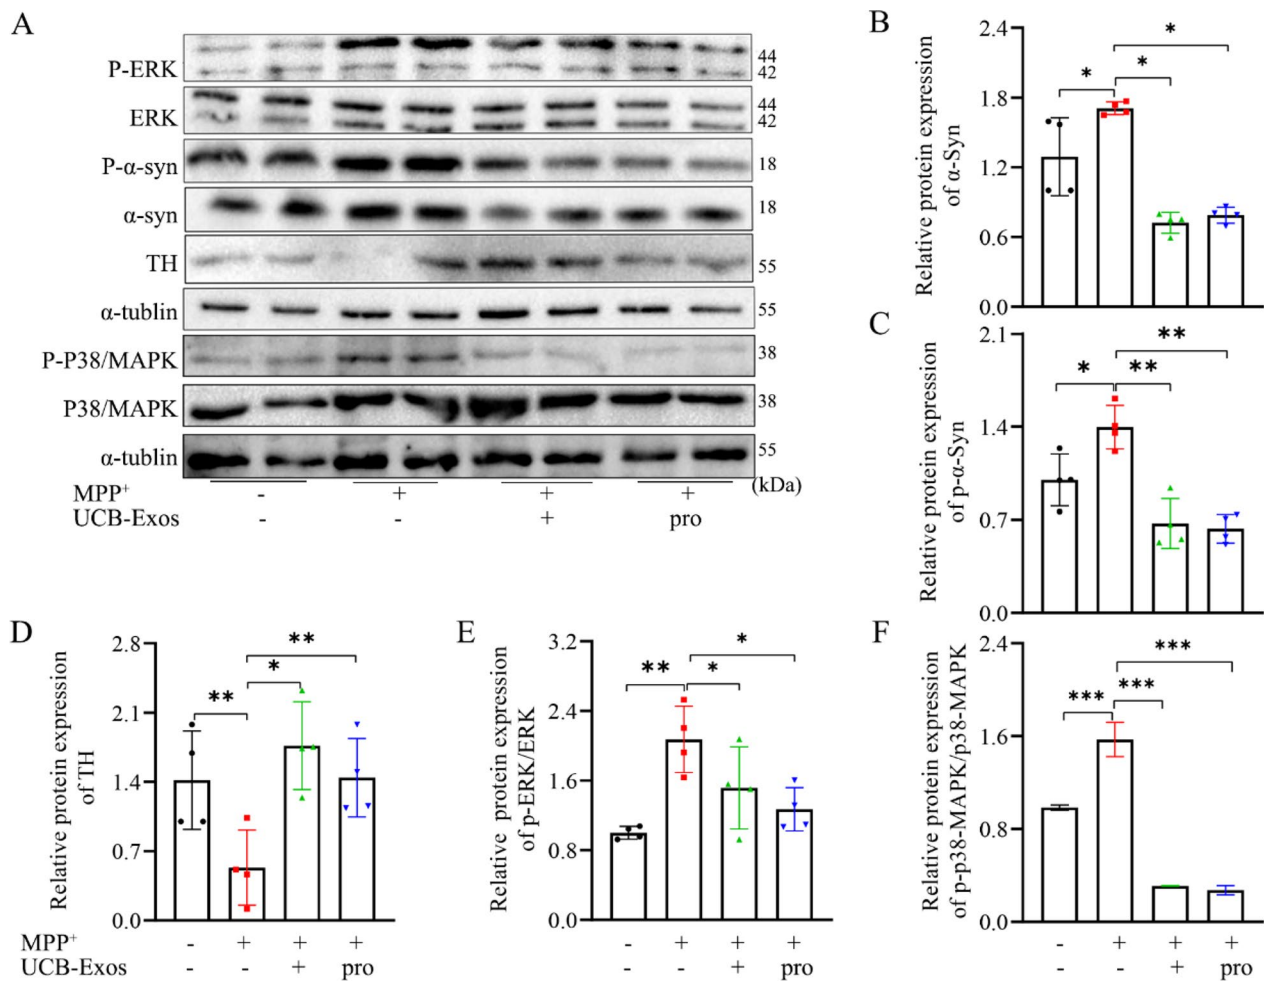 A
P-ERK
44
42
ERK
44
42
P-α-syn
18
α-syn
18
TH
55
α-tublin
55
P-P38/MAPK
38
P38/MAPK
38
α-tublin
55
(kDa)
MPP⁺ - + + +
UCB-Exos - - + pro
B
Relative protein expression
of α-Syn
2.4
1.8
1.2
0.6
0.0
*
*
*
C
Relative protein expression
of p-α-Syn
2.1
1.4
0.7
0.0
*
**
**
D
Relative protein expression
of TH
2.8
2.1
1.4
0.7
0.0
**
*
**
MPP⁺ - + + +
UCB-Exos - - + pro
E
Relative protein expression
of p-ERK/ERK
3.2
2.4
1.6
0.8
0.0
**
*
*
- + + +
- - + pro
F
Relative protein expression
of p-p38-MAPK/p38-MAPK
2.4
1.6
0.8
0.0
***
***
***
- + + +
- - + pro